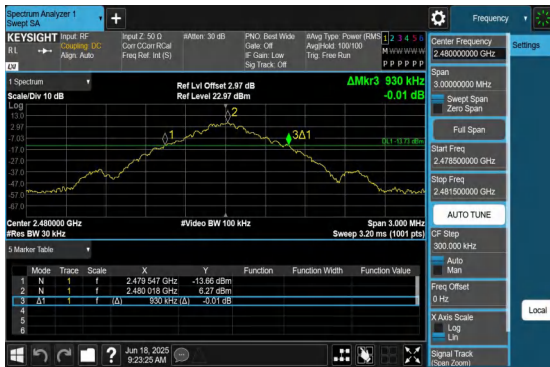 Spectrum Analyzer 1
Swept SA
Frequency
KEYSIGHT Input: RF Input Z: 50 Ω #Atten: 30 dB PNO: Best Wide #Avg Type: Power (RMS 1 2 3 4 5 6
RL Coupling: DC Corr CCorr RCal Gate: Off Avg|Hold: 100/100 M W W W W W
Align: Auto Freq Ref: Int (S) IF Gain: Low Trig: Free Run
Sig Track: Off P P P P P P
LXI
1 Spectrum
Scale/Div 10 dB
Ref Lvl Offset 2.97 dB
Ref Level 22.97 dBm
ΔMkr3 930 kHz
-0.01 dB
Log
13.0
2.97
-7.03
-17.0
-27.0
-37.0
-47.0
-57.0
-67.0
1
2
3Δ1
DL1 -13.73 dBm
Center 2.480000 GHz #Video BW 100 kHz Span 3.000 MHz
#Res BW 30 kHz Sweep 3.20 ms (1001 pts)
5 Marker Table
Mode Trace Scale X Y Function Function Width Function Value
1 N 1 f 2.479 547 GHz -13.66 dBm
2 N 1 f 2.480 018 GHz 6.27 dBm
3 Δ1 1 f (Δ) 930 kHz (Δ) -0.01 dB
4
5
6
Jun 18, 2025
9:23:25 AM
Center Frequency
2.480000000 GHz
Settings
Span
3.00000000 MHz
Swept Span
Zero Span
Full Span
Start Freq
2.478500000 GHz
Stop Freq
2.481500000 GHz
AUTO TUNE
CF Step
300.000 kHz
Auto
Man
Freq Offset
0 Hz
Local
X Axis Scale
Log
Lin
Signal Track
(Span Zoom)